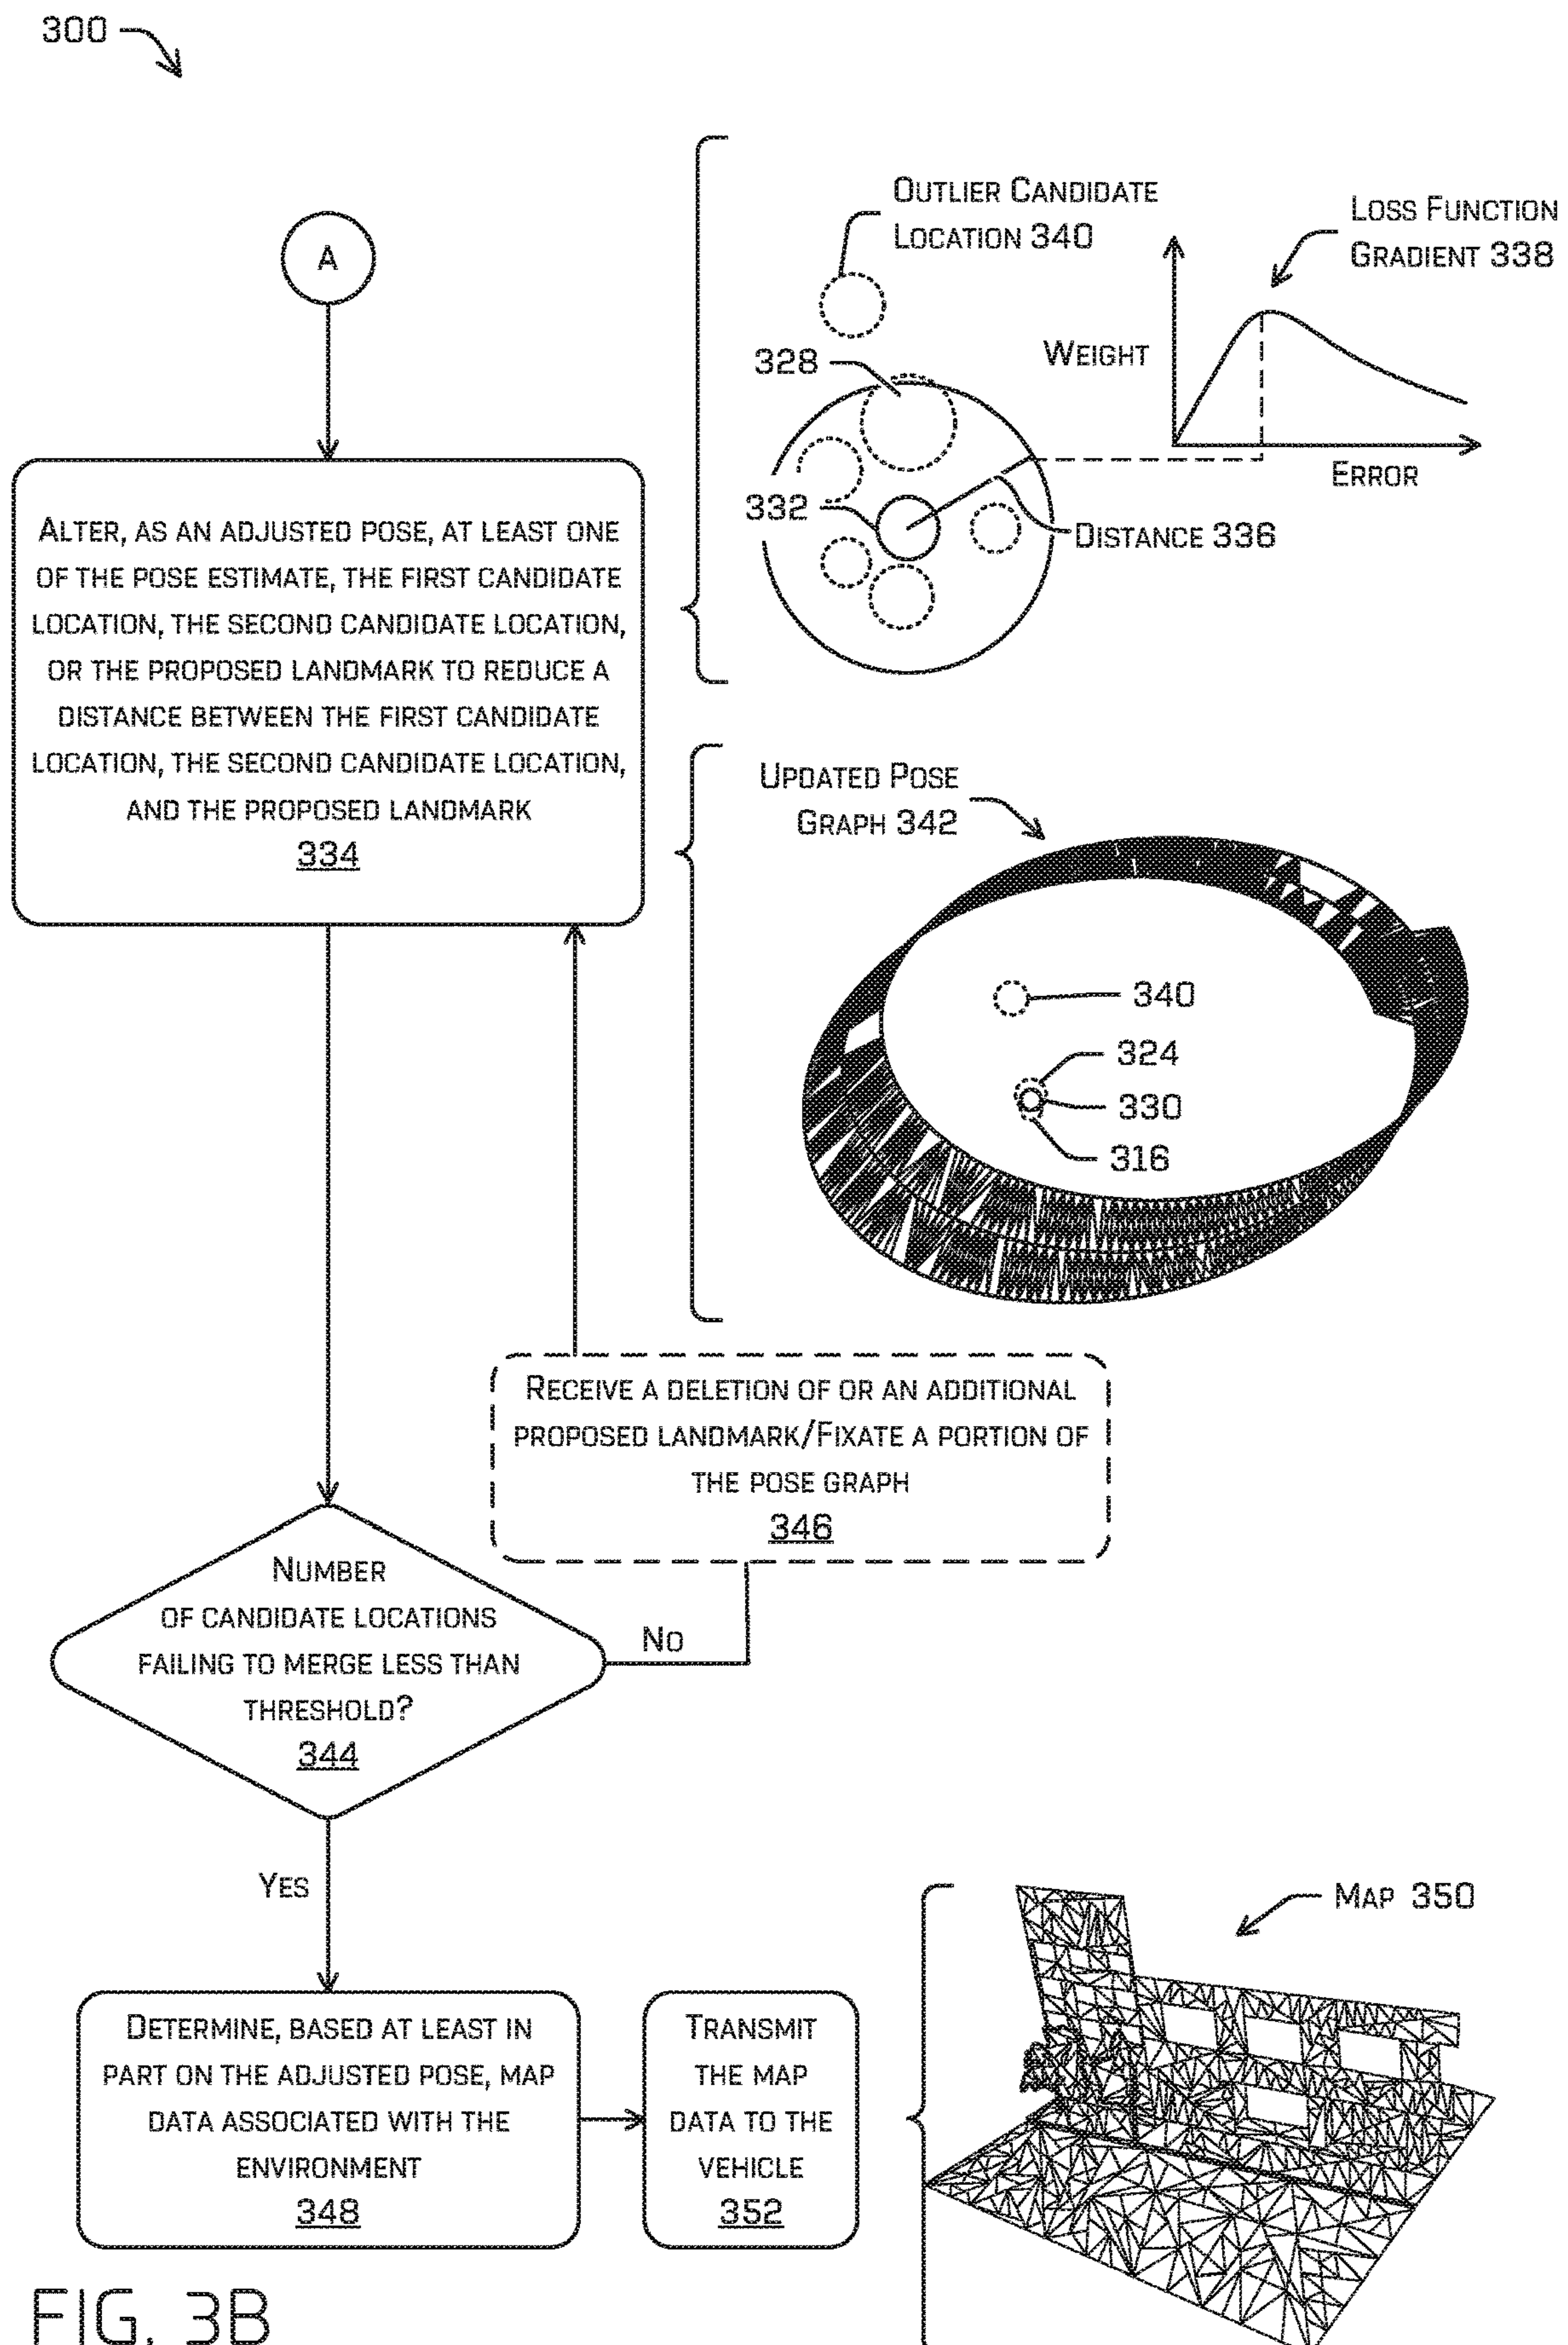 300
A
OUTLIER CANDIDATE
LOCATION 340
LOSS FUNCTION
GRADIENT 338
328
WEIGHT
332
ERROR
DISTANCE 336
ALTER, AS AN ADJUSTED POSE, AT LEAST ONE
OF THE POSE ESTIMATE, THE FIRST CANDIDATE
LOCATION, THE SECOND CANDIDATE LOCATION,
OR THE PROPOSED LANDMARK TO REDUCE A
DISTANCE BETWEEN THE FIRST CANDIDATE
LOCATION, THE SECOND CANDIDATE LOCATION,
AND THE PROPOSED LANDMARK
334
UPDATED POSE
GRAPH 342
340
324
330
316
RECEIVE A DELETION OF OR AN ADDITIONAL
PROPOSED LANDMARK/FIXATE A PORTION OF
THE POSE GRAPH
346
NUMBER
OF CANDIDATE LOCATIONS
FAILING TO MERGE LESS THAN
THRESHOLD?
344
NO
YES
DETERMINE, BASED AT LEAST IN
PART ON THE ADJUSTED POSE, MAP
DATA ASSOCIATED WITH THE
ENVIRONMENT
348
TRANSMIT
THE MAP
DATA TO THE
VEHICLE
352
MAP 350
FIG. 3B